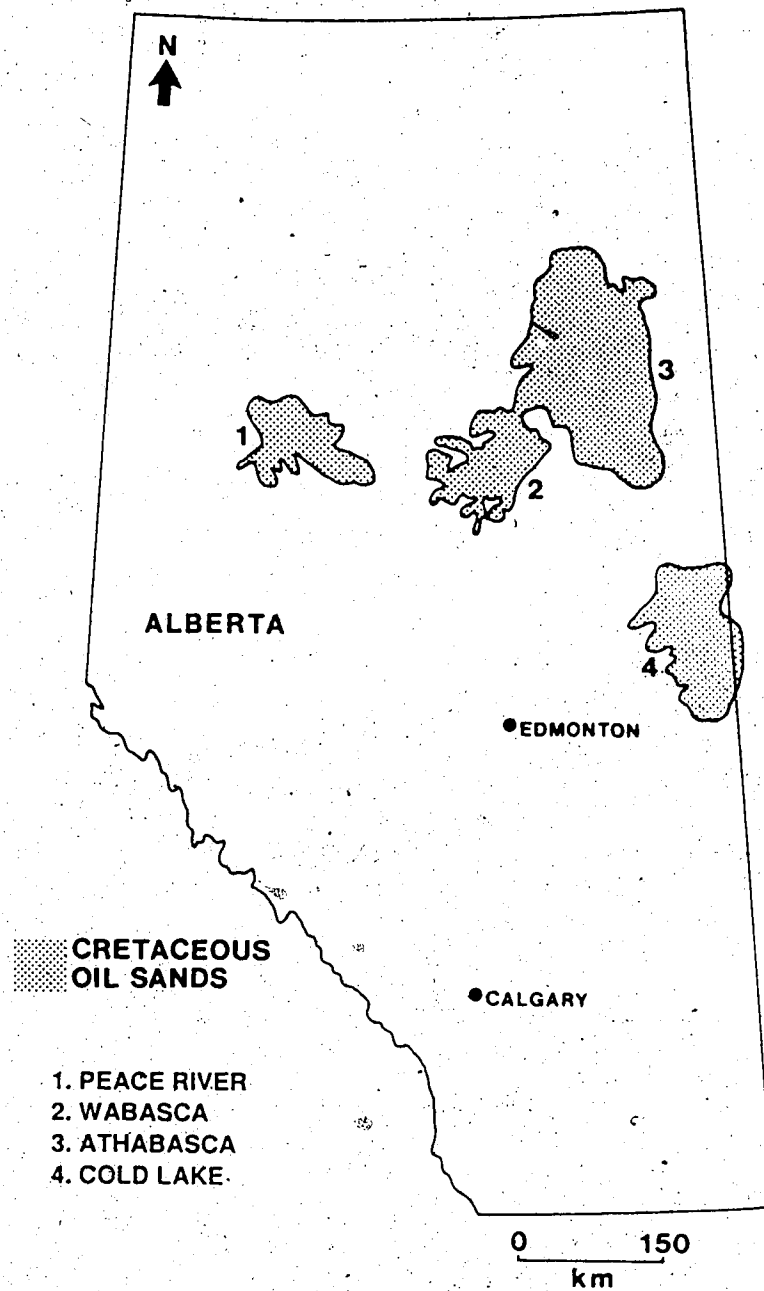 N
3
1
2
ALBERTA
4
EDMONTON
CRETACEOUS
OIL SANDS
CALGARY
1. PEACE RIVER
2. WABASCA
3. ATHABASCA
4. COLD LAKE
0 150
km